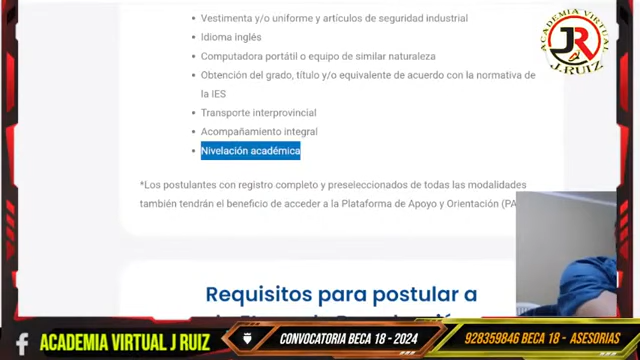 Vestimenta y/o uniforme y artículos de seguridad industrial
Idioma inglés
Computadora portátil o equipo de similar naturaleza
Obtención del grado, título y/o equivalente de acuerdo con la normativa de
la IES
Transporte interprovincial
Acompañamiento integral
Nivelación académica
*Los postulantes con registro completo y preseleccionados de todas las modalidades
también tendrán el beneficio de acceder a la Plataforma de Apoyo y Orientación
Requisitos para postular a
ACADEMIA VIRTUAL
JR
J.RUIZ
ACADEMIA VIRTUAL J RUIZ
CONVOCATORIA BECA 18 - 2024
928359846 BECA 18 - ASESORIAS